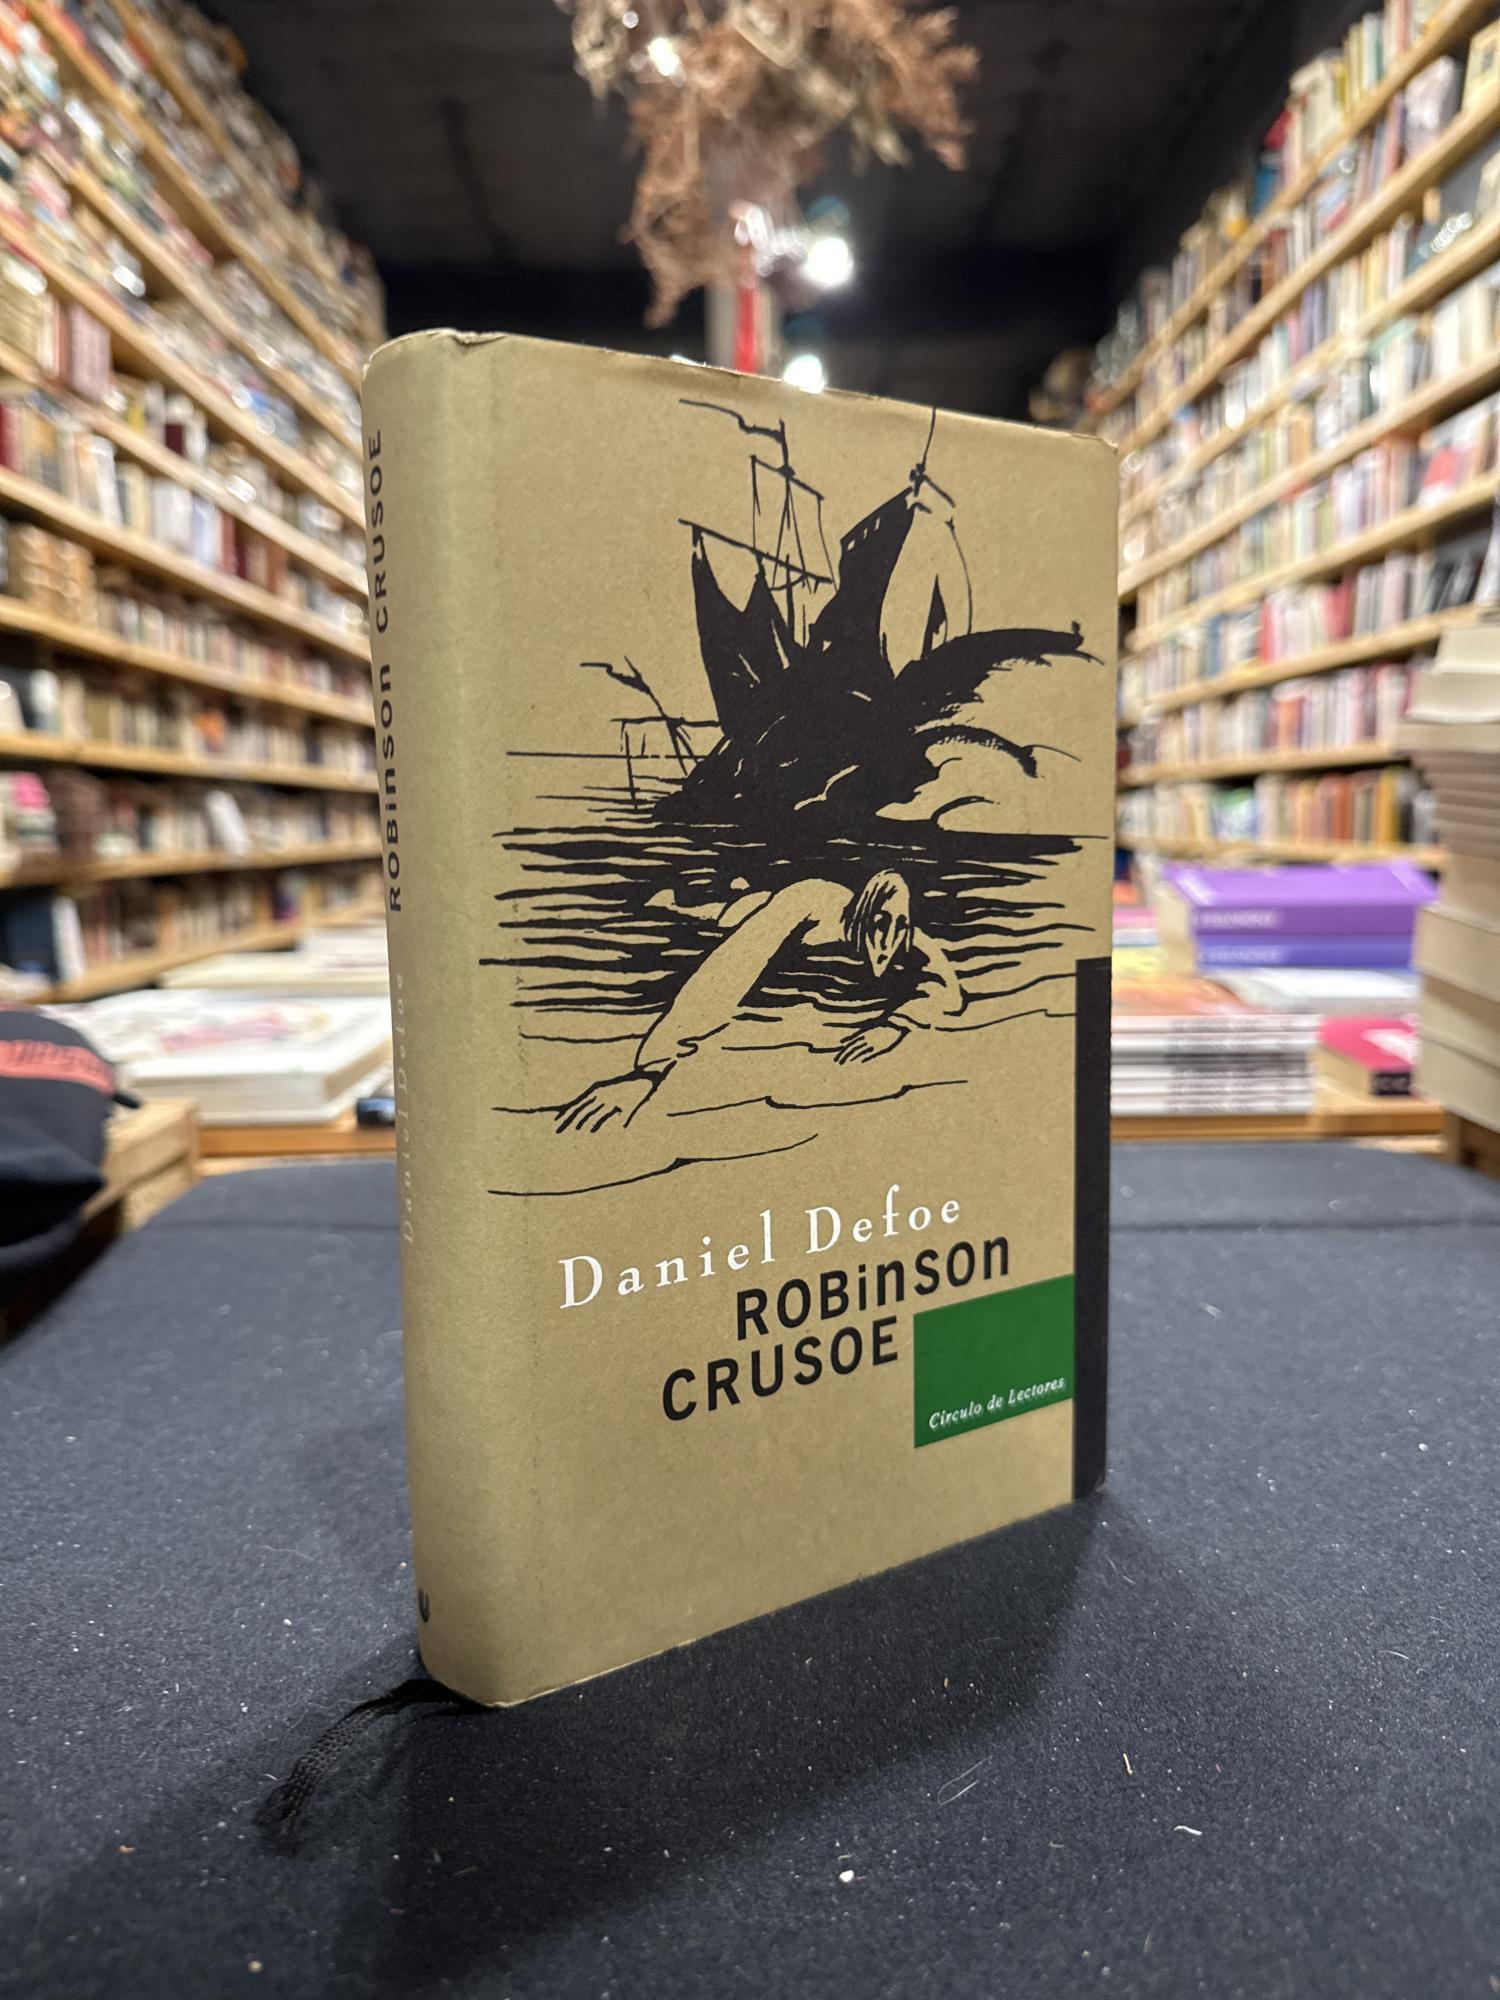 ROBinSOn CRUSOE
Daniel Defoe
Daniel Defoe
ROBinSOn
CRUSOE
Círculo de Lectores